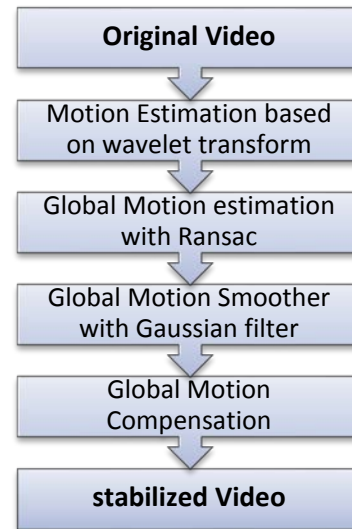 Original Video
Motion Estimation based
on wavelet transform
Global Motion estimation
with Ransac
Global Motion Smoother
with Gaussian filter
Global Motion
Compensation
stabilized Video